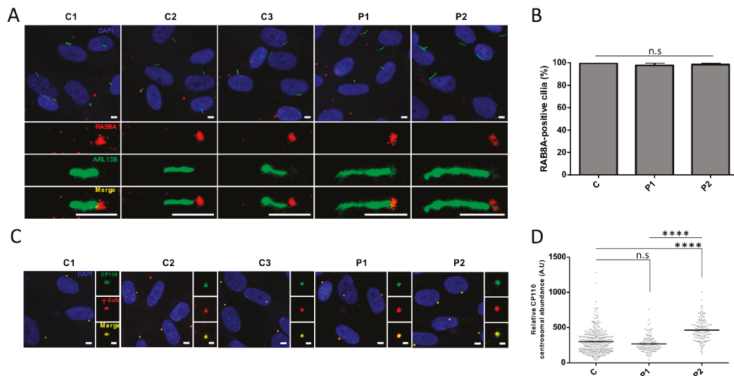 A
C1 C2 C3 P1 P2
DAPI
RAB8A
ARL13B
Merge
B
n.s
RAB8A-positive cilia (%)
100
80
60
40
20
0
C P1 P2
C
C1 C2 C3 P1 P2
DAPI
CP110
γ-tub
Merge
D
****
****
n.s
Relative CP110
centrosomal abundance (A.U)
1500
1000
500
0
C P1 P2